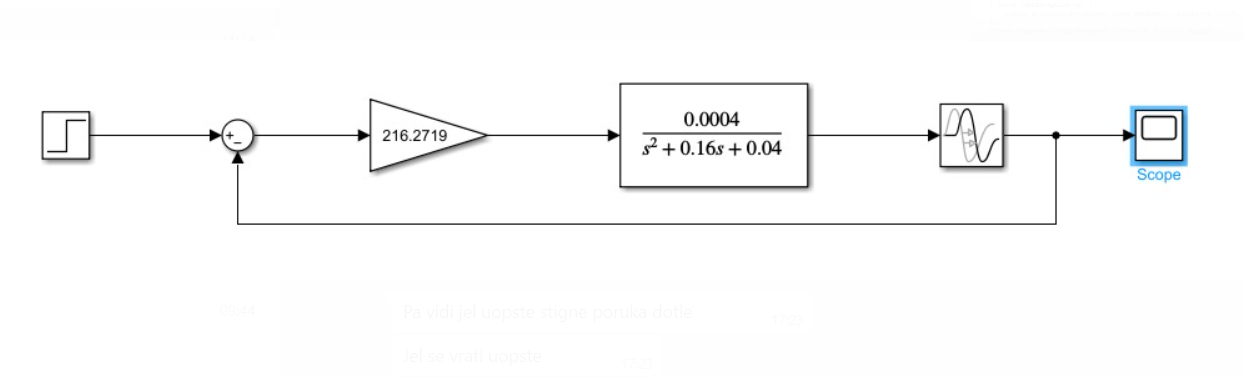 +
−
216.2719
0.0004
s² + 0.16s + 0.04
Scope
Pa vidi jel uopste stigne poruka dotle
Jel se vrati uopste